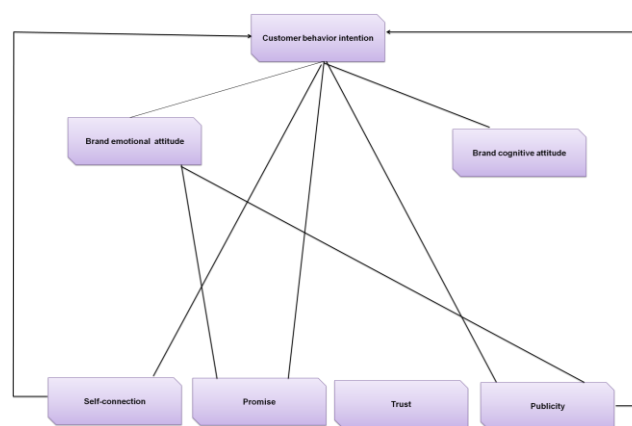 Customer behavior intention
Brand emotional attitude
Brand cognitive attitude
Self-connection
Promise
Trust
Publicity